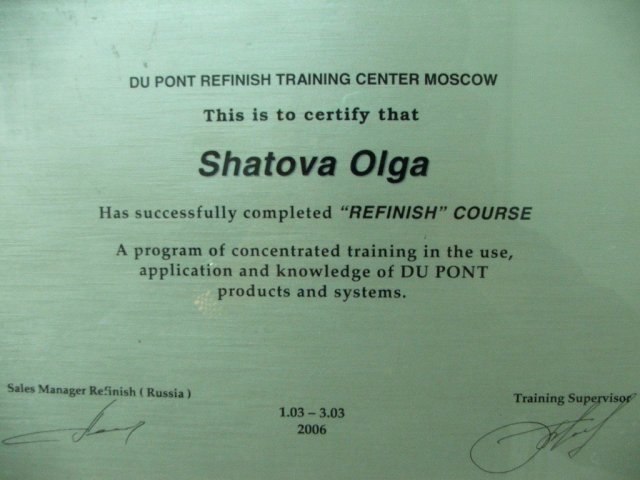 DU PONT REFINISH TRAINING CENTER MOSCOW
This is to certify that
Shatova Olga
Has successfully completed "REFINISH" COURSE
A program of concentrated training in the use,
application and knowledge of DU PONT
products and systems.
Sales Manager Refinish ( Russia )
Training Supervisor
1.03 – 3.03
2006